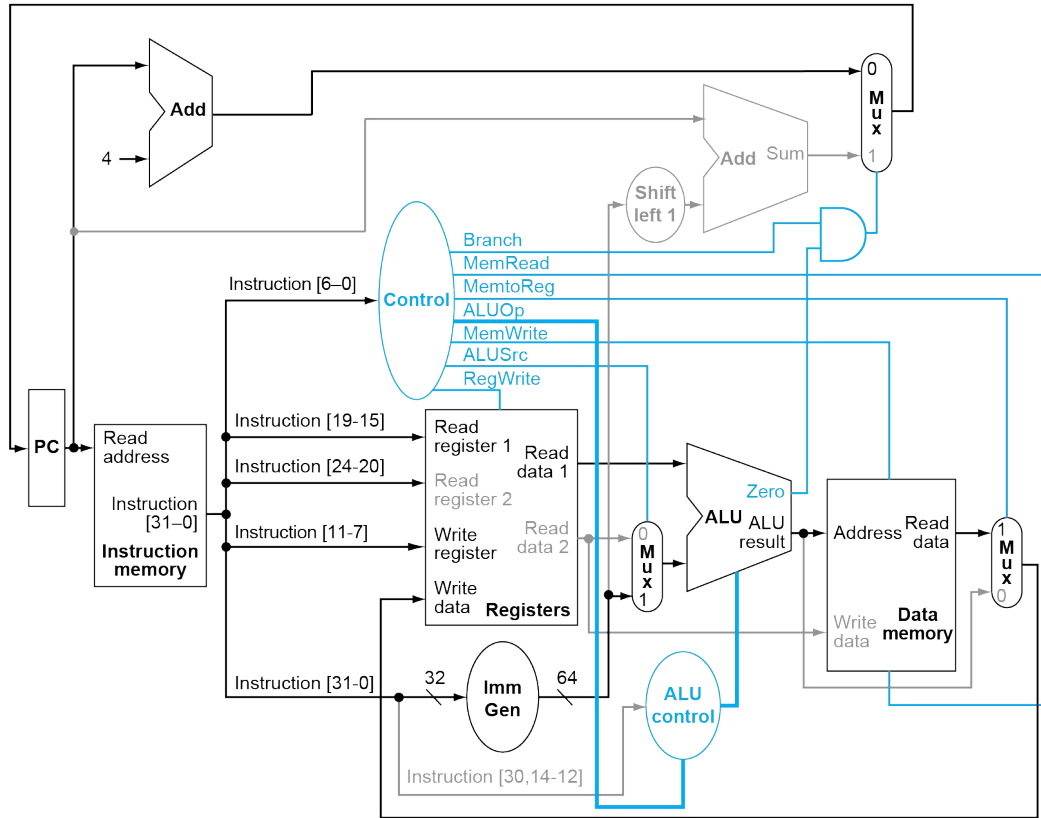 0
Mux
1
Add
4
Add
Sum
Shift
left 1
Branch
MemRead
MemtoReg
ALUOp
MemWrite
ALUSrc
RegWrite
Control
Instruction [6–0]
PC
Read
address
Instruction
[31–0]
Instruction
memory
Instruction [19-15]
Instruction [24-20]
Instruction [11-7]
Instruction [31-0]
Read
register 1
Read
register 2
Write
register
Write
data
Read
data 1
Read
data 2
Registers
0
Mux
1
Zero
ALU
ALU
result
Address
Read
data
Write
data
Data
memory
1
Mux
0
32
Imm
Gen
64
ALU
control
Instruction [30,14-12]